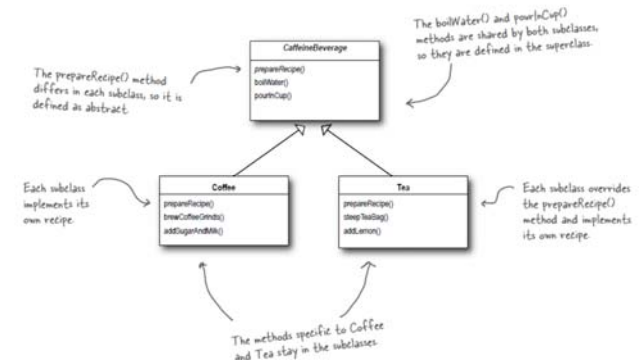 The boilWater() and pourInCup()
methods are shared by both subclasses,
so they are defined in the superclass.
CaffeineBeverage
prepareRecipe()
boilWater()
pourInCup()
The prepareRecipe() method
differs in each subclass, so it is
defined as abstract.
Each subclass
implements its
own recipe.
Coffee
prepareRecipe()
brewCoffeeGrinds()
addSugarAndMilk()
Tea
prepareRecipe()
steepTeaBag()
addLemon()
Each subclass overrides
the prepareRecipe()
method and implements
its own recipe.
The methods specific to Coffee
and Tea stay in the subclasses.